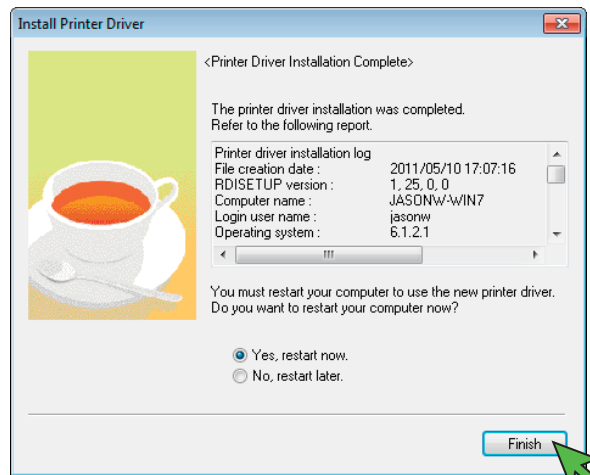 Install Printer Driver
<Printer Driver Installation Complete>
The printer driver installation was completed.
Refer to the following report.
Printer driver installation log
File creation date : 2011/05/10 17:07:16
RDISETUP version : 1, 25, 0, 0
Computer name : JASONW-WIN7
Login user name : jasonw
Operating system : 6.1.2.1
You must restart your computer to use the new printer driver.
Do you want to restart your computer now?
Yes, restart now.
No, restart later.
Finish